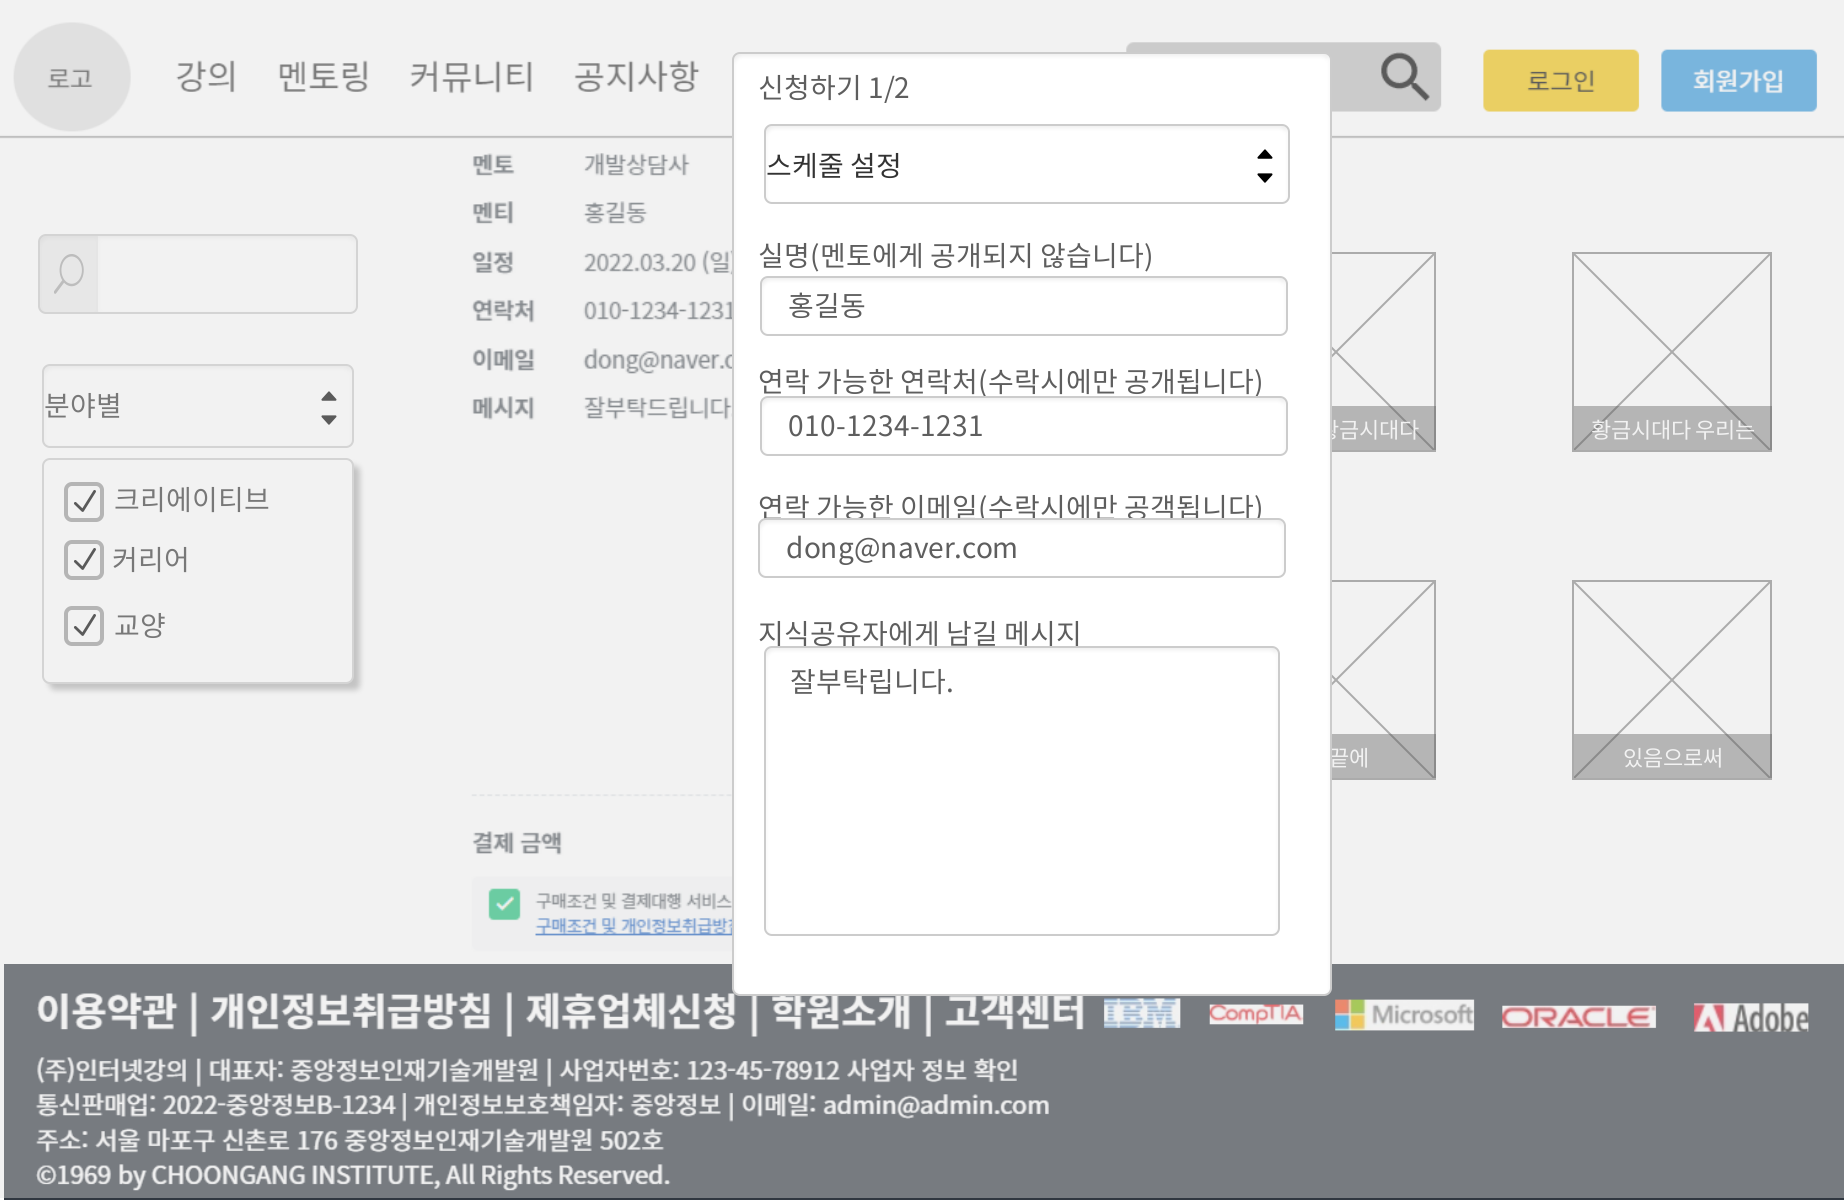 로고
강의
멘토링
커뮤니티
공지사항
로그인
회원가입
신청하기 1/2
스케줄 설정
실명(멘토에게 공개되지 않습니다)
홍길동
연락 가능한 연락처(수락시에만 공개됩니다)
010-1234-1231
연락 가능한 이메일(수락시에만 공객됩니다)
dong@naver.com
지식공유자에게 남길 메시지
잘부탁립니다.
멘토 개발상담사
멘티 홍길동
일정 2022.03.20 (일)
연락처 010-1234-1231
이메일 dong@naver.c
메시지 잘부탁드립니다
분야별
크리에이티브
커리어
교양
황금시대다
황금시대다 우리는
끝에
있음으로써
결제 금액
구매조건 및 결제대행 서비스
구매조건 및 개인정보취급방침
이용약관 | 개인정보취급방침 | 제휴업체신청 | 학원소개 | 고객센터
IBM
CompTIA
Microsoft
ORACLE
Adobe
(주)인터넷강의 | 대표자: 중앙정보인재기술개발원 | 사업자번호: 123-45-78912 사업자 정보 확인
통신판매업: 2022-중앙정보B-1234 | 개인정보보호책임자: 중앙정보 | 이메일: admin@admin.com
주소: 서울 마포구 신촌로 176 중앙정보인재기술개발원 502호
©1969 by CHOONGANG INSTITUTE, All Rights Reserved.